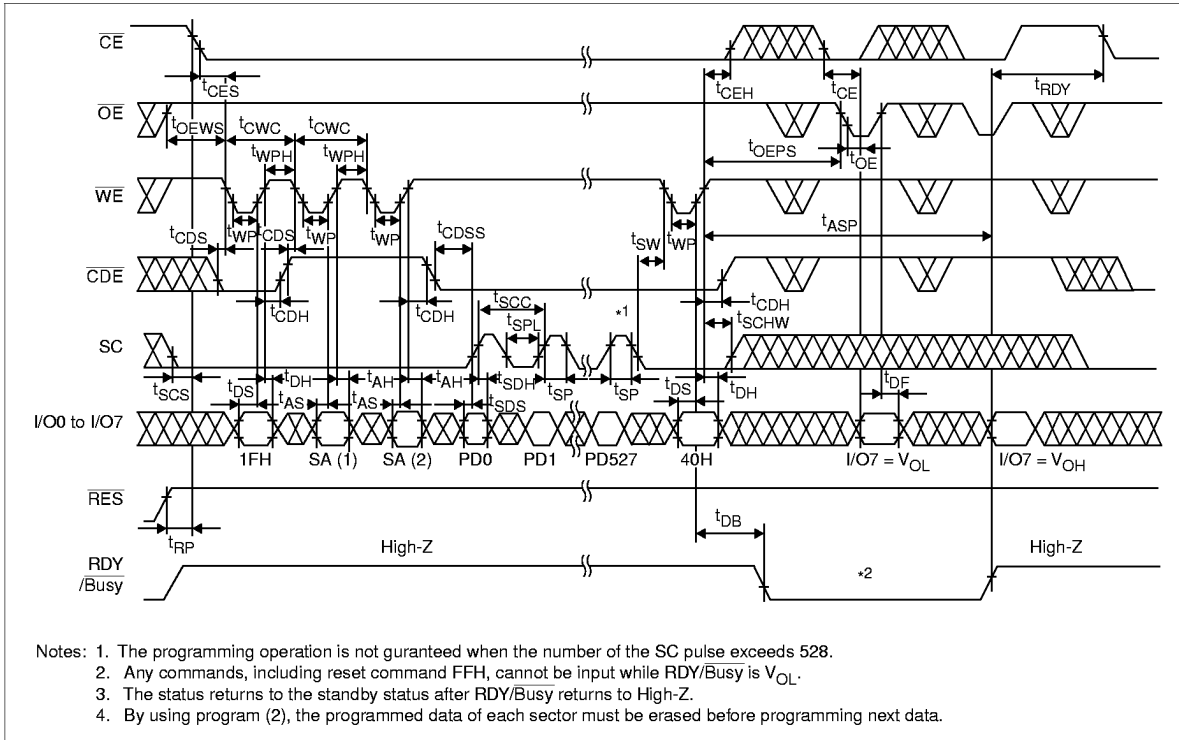 CE
tCES
tCEH
tCE
tRDY
OE
tOEWS
tCWC
tCWC
tWPH
tWPH
tOEPS
tOE
WE
tCDS
tWP
tCDS
tWP
tWP
tCDSS
tSW
tWP
tASP
CDE
tCDH
tCDH
tSCC
tSPL
*1
tCDH
tSCHW
SC
tSCS
tDS
tDH
tAS
tAH
tAS
tAH
tSDH
tSDS
tSP
tSP
tDS
tDH
tDF
I/O0 to I/O7
1FH
SA (1)
SA (2)
PD0
PD1
PD527
40H
I/O7 = VOL
I/O7 = VOH
RES
tRP
tDB
RDY
/Busy
High-Z
*2
High-Z
Notes: 1. The programming operation is not guranteed when the number of the SC pulse exceeds 528.
2. Any commands, including reset command FFH, cannot be input while RDY/Busy is VOL.
3. The status returns to the standby status after RDY/Busy returns to High-Z.
4. By using program (2), the programmed data of each sector must be erased before programming next data.